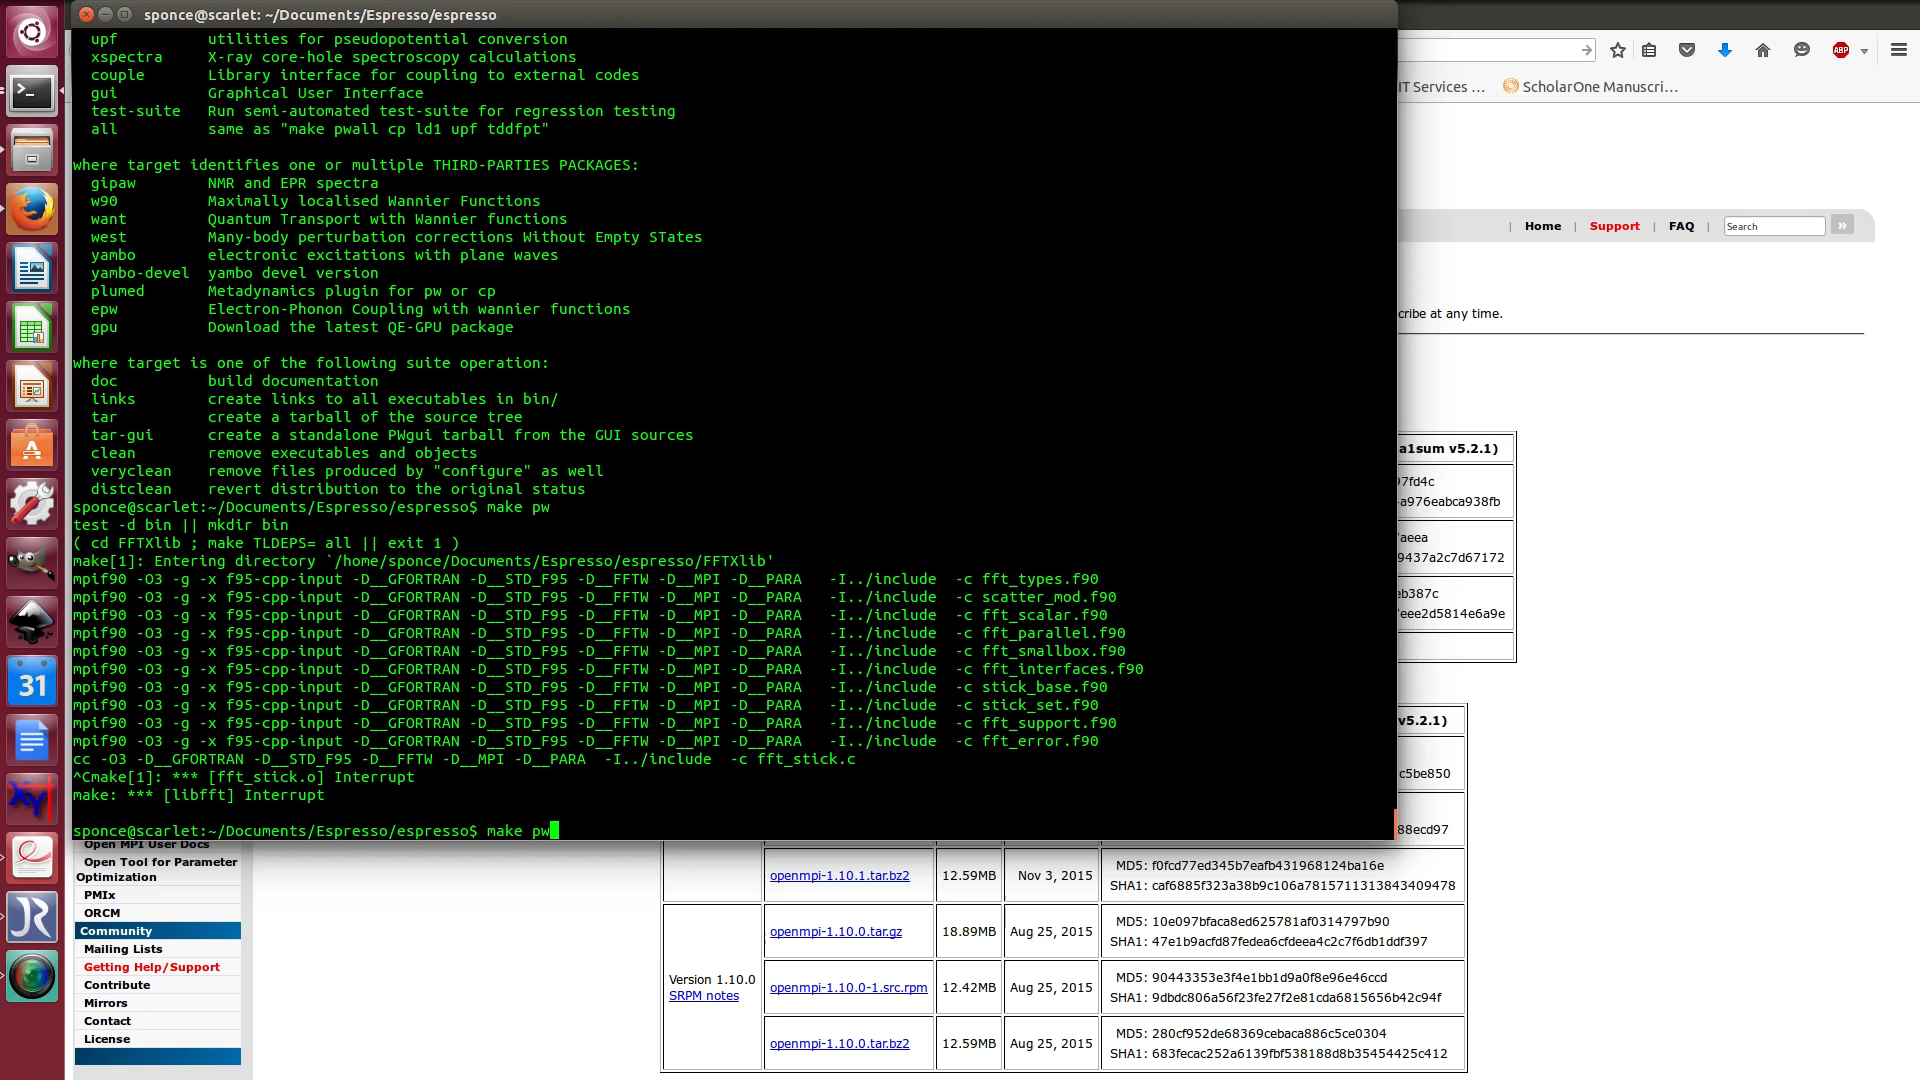 sponce@scarlet: ~/Documents/Espresso/espresso
  upf          utilities for pseudopotential conversion
  xspectra     X-ray core-hole spectroscopy calculations
  couple       Library interface for coupling to external codes
  gui          Graphical User Interface
  test-suite   Run semi-automated test-suite for regression testing
  all          same as "make pwall cp ld1 upf tddfpt"
where target identifies one or multiple THIRD-PARTIES PACKAGES:
  gipaw        NMR and EPR spectra
  w90          Maximally localised Wannier Functions
  want         Quantum Transport with Wannier functions
  west         Many-body perturbation corrections Without Empty STates
  yambo        electronic excitations with plane waves
  yambo-devel  yambo devel version
  plumed       Metadynamics plugin for pw or cp
  epw          Electron-Phonon Coupling with wannier functions
  gpu          Download the latest QE-GPU package
where target is one of the following suite operation:
  doc          build documentation
  links        create links to all executables in bin/
  tar          create a tarball of the source tree
  tar-gui      create a standalone PWgui tarball from the GUI sources
  clean        remove executables and objects
  veryclean    remove files produced by "configure" as well
  distclean    revert distribution to the original status
sponce@scarlet:~/Documents/Espresso/espresso$ make pw
test -d bin || mkdir bin
( cd FFTXlib ; make TLDEPS= all || exit 1 )
make[1]: Entering directory `/home/sponce/Documents/Espresso/espresso/FFTXlib'
mpif90 -O3 -g -x f95-cpp-input -D__GFORTRAN -D__STD_F95 -D__FFTW -D__MPI -D__PARA   -I../include  -c fft_types.f90
mpif90 -O3 -g -x f95-cpp-input -D__GFORTRAN -D__STD_F95 -D__FFTW -D__MPI -D__PARA   -I../include  -c scatter_mod.f90
mpif90 -O3 -g -x f95-cpp-input -D__GFORTRAN -D__STD_F95 -D__FFTW -D__MPI -D__PARA   -I../include  -c fft_scalar.f90
mpif90 -O3 -g -x f95-cpp-input -D__GFORTRAN -D__STD_F95 -D__FFTW -D__MPI -D__PARA   -I../include  -c fft_parallel.f90
mpif90 -O3 -g -x f95-cpp-input -D__GFORTRAN -D__STD_F95 -D__FFTW -D__MPI -D__PARA   -I../include  -c fft_smallbox.f90
mpif90 -O3 -g -x f95-cpp-input -D__GFORTRAN -D__STD_F95 -D__FFTW -D__MPI -D__PARA   -I../include  -c fft_interfaces.f90
mpif90 -O3 -g -x f95-cpp-input -D__GFORTRAN -D__STD_F95 -D__FFTW -D__MPI -D__PARA   -I../include  -c stick_base.f90
mpif90 -O3 -g -x f95-cpp-input -D__GFORTRAN -D__STD_F95 -D__FFTW -D__MPI -D__PARA   -I../include  -c stick_set.f90
mpif90 -O3 -g -x f95-cpp-input -D__GFORTRAN -D__STD_F95 -D__FFTW -D__MPI -D__PARA   -I../include  -c fft_support.f90
mpif90 -O3 -g -x f95-cpp-input -D__GFORTRAN -D__STD_F95 -D__FFTW -D__MPI -D__PARA   -I../include  -c fft_error.f90
cc -O3 -D__GFORTRAN -D__STD_F95 -D__FFTW -D__MPI -D__PARA  -I../include  -c fft_stick.c
^Cmake[1]: *** [fft_stick.o] Interrupt
make: *** [libfft] Interrupt
sponce@scarlet:~/Documents/Espresso/espresso$ make pw
ABP
IT Services ... ScholarOne Manuscri...
| Home | Support | FAQ | Search »
cribe at any time.
a1sum v5.2.1)
97fd4c
a976eabca938fb
7aeea
9437a2c7d67172
eb387c
7eee2d5814e6a9e
v5.2.1)
c5be850
88ecd97
31
Open MPI User Docs
Open Tool for Parameter
Optimization
PMIx
ORCM
Community
Mailing Lists
Getting Help/Support
Contribute
Mirrors
Contact
License
openmpi-1.10.1.tar.bz2 12.59MB Nov 3, 2015 MD5: f0fcd77ed345b7eafb431968124ba16e
SHA1: caf6885f323a38b9c106a7815711313843409478
Version 1.10.0
SRPM notes
openmpi-1.10.0.tar.gz 18.89MB Aug 25, 2015 MD5: 10e097bfaca8ed625781af0314797b90
SHA1: 47e1b9acfd87fedea6cfdeea4c2c7f6db1ddf397
openmpi-1.10.0-1.src.rpm 12.42MB Aug 25, 2015 MD5: 90443353e3f4e1bb1d9a0f8e96e46ccd
SHA1: 9dbdc806a56f23fe27f2e81cda6815656b42c94f
openmpi-1.10.0.tar.bz2 12.59MB Aug 25, 2015 MD5: 280cf952de68369cebaca886c5ce0304
SHA1: 683fecac252a6139fbf538188d8b35454425c412